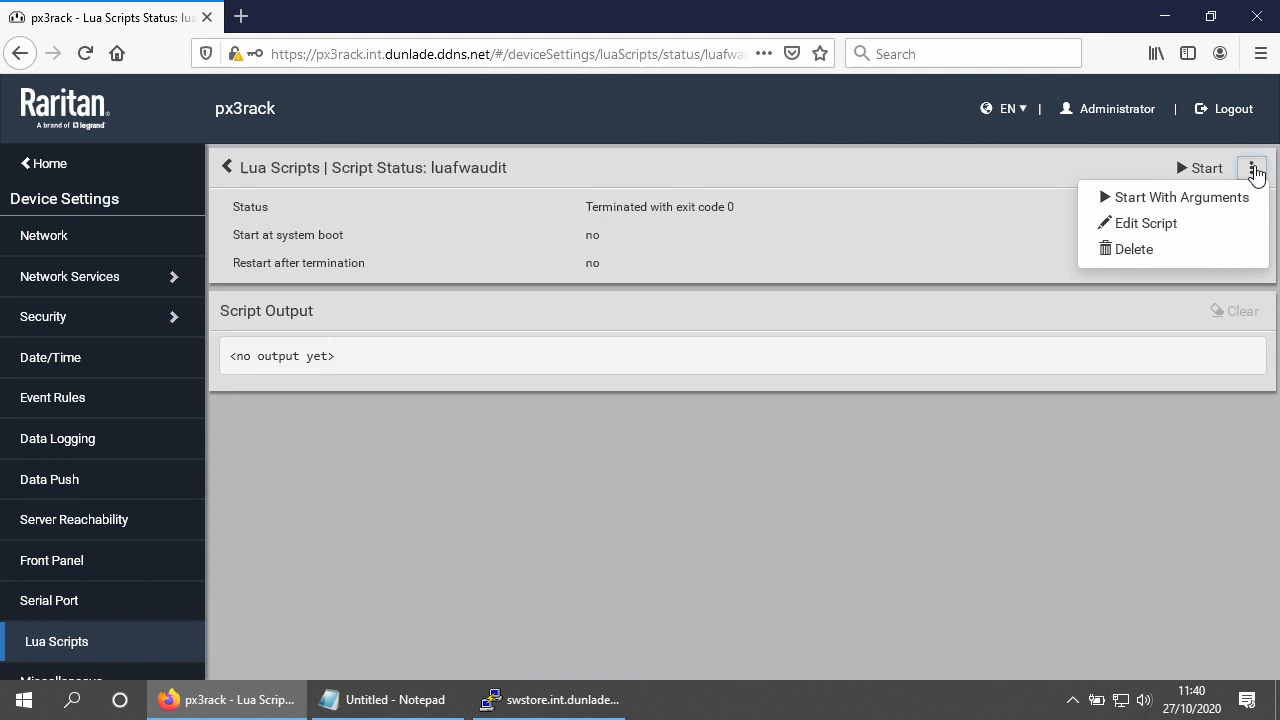 px3rack - Lua Scripts Status: lua
https://px3rack.int.dunlade.ddns.net/#/deviceSettings/luaScripts/status/luafwau
Search
Raritan.
A brand of legrand
px3rack
EN
Administrator
Logout
Home
Device Settings
Network
Network Services
Security
Date/Time
Event Rules
Data Logging
Data Push
Server Reachability
Front Panel
Serial Port
Lua Scripts
Miscellaneous
Lua Scripts | Script Status: luafwaudit
Start
Start With Arguments
Edit Script
Delete
Status Terminated with exit code 0
Start at system boot no
Restart after termination no
Script Output
Clear
<no output yet>
px3rack - Lua Scrip...
Untitled - Notepad
swstore.int.dunlade...
11:40
27/10/2020